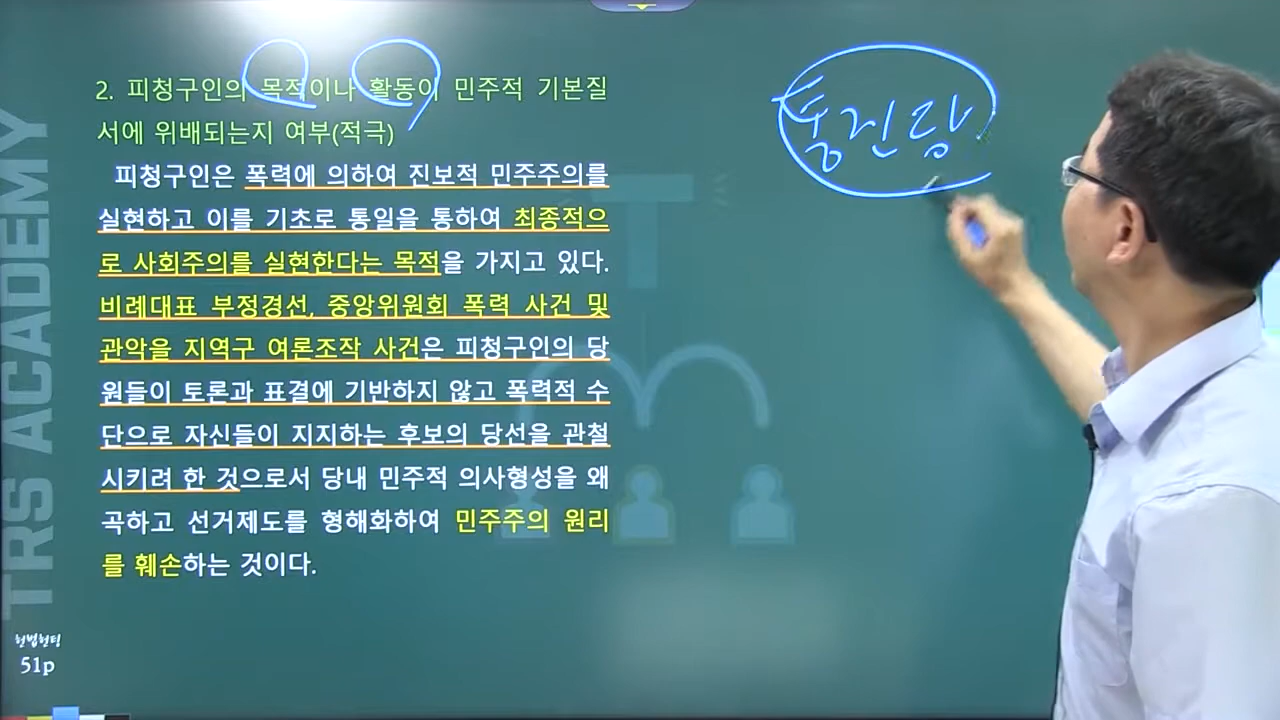 2. 피청구인의 목적이나 활동이 민주적 기본질
서에 위배되는지 여부(적극)
피청구인은 폭력에 의하여 진보적 민주주의를
실현하고 이를 기초로 통일을 통하여 최종적으
로 사회주의를 실현한다는 목적을 가지고 있다.
비례대표 부정경선, 중앙위원회 폭력 사건 및
관악을 지역구 여론조작 사건은 피청구인의 당
원들이 토론과 표결에 기반하지 않고 폭력적 수
단으로 자신들이 지지하는 후보의 당선을 관철
시키려 한 것으로서 당내 민주적 의사형성을 왜
곡하고 선거제도를 형해화하여 민주주의 원리
를 훼손하는 것이다.
통진당
TRS ACADEMY
헌법헌팅
51p